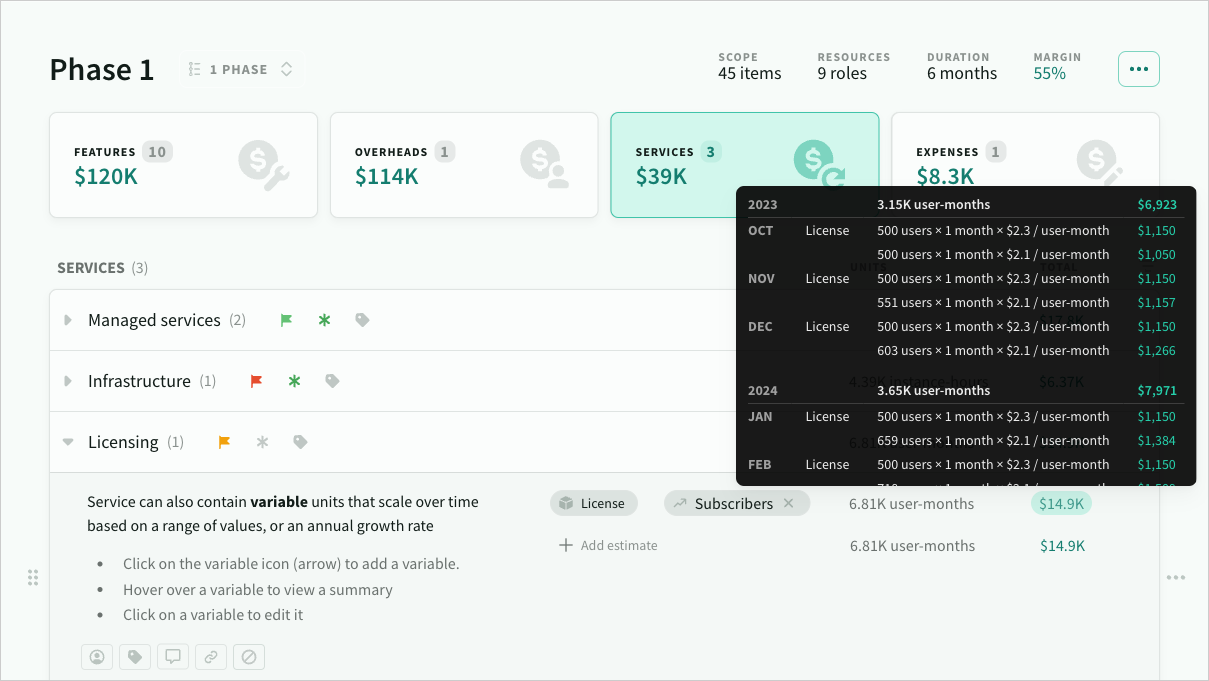 Phase 1
1 PHASE
SCOPE
45 items
RESOURCES
9 roles
DURATION
6 months
MARGIN
55%
FEATURES 10
$120K
OVERHEADS 1
$114K
SERVICES 3
$39K
EXPENSES 1
$8.3K
2023 3.15K user-months $6,923
OCT License 500 users × 1 month × $2.3 / user-month $1,150
500 users × 1 month × $2.1 / user-month $1,050
NOV License 500 users × 1 month × $2.3 / user-month $1,150
551 users × 1 month × $2.1 / user-month $1,157
DEC License 500 users × 1 month × $2.3 / user-month $1,150
603 users × 1 month × $2.1 / user-month $1,266
2024 3.65K user-months $7,971
JAN License 500 users × 1 month × $2.3 / user-month $1,150
659 users × 1 month × $2.1 / user-month $1,384
FEB License 500 users × 1 month × $2.3 / user-month $1,150
SERVICES (3)
UNITS TOTAL
Managed services (2)
Infrastructure (1) 4.39K instance-hours $6.37K
Licensing (1)
Service can also contain variable units that scale over time
based on a range of values, or an annual growth rate
• Click on the variable icon (arrow) to add a variable.
• Hover over a variable to view a summary
• Click on a variable to edit it
License Subscribers 6.81K user-months $14.9K
Add estimate 6.81K user-months $14.9K